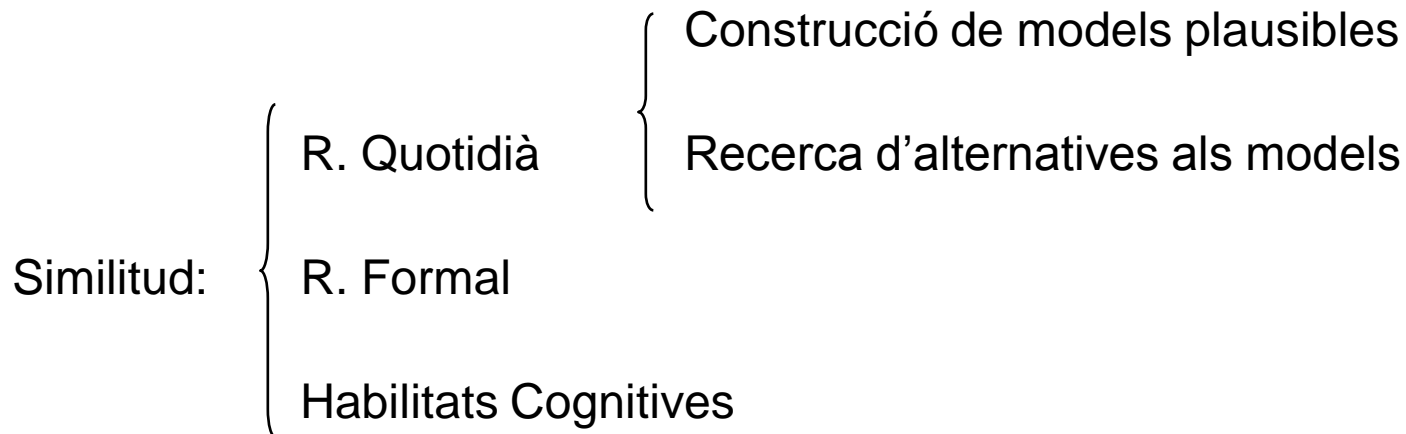 Construcció de models plausibles
R. Quotidià Recerca d’alternatives als models
Similitud: R. Formal
Habilitats Cognitives